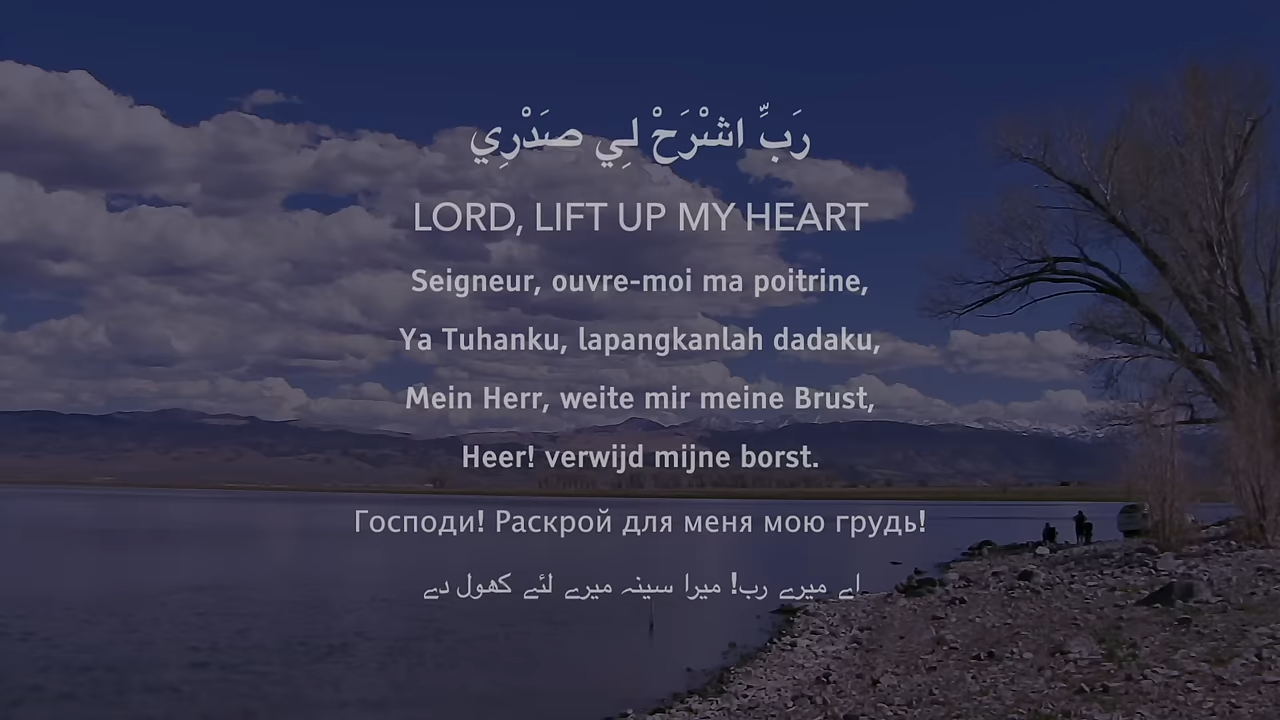 رَبِّ اشْرَحْ لِي صَدْرِي
LORD, LIFT UP MY HEART
Seigneur, ouvre-moi ma poitrine,
Ya Tuhanku, lapangkanlah dadaku,
Mein Herr, weite mir meine Brust,
Heer! verwijd mijne borst.
Господи! Раскрой для меня мою грудь!
اے میرے رب! میرا سینہ میرے لئے کھول دے